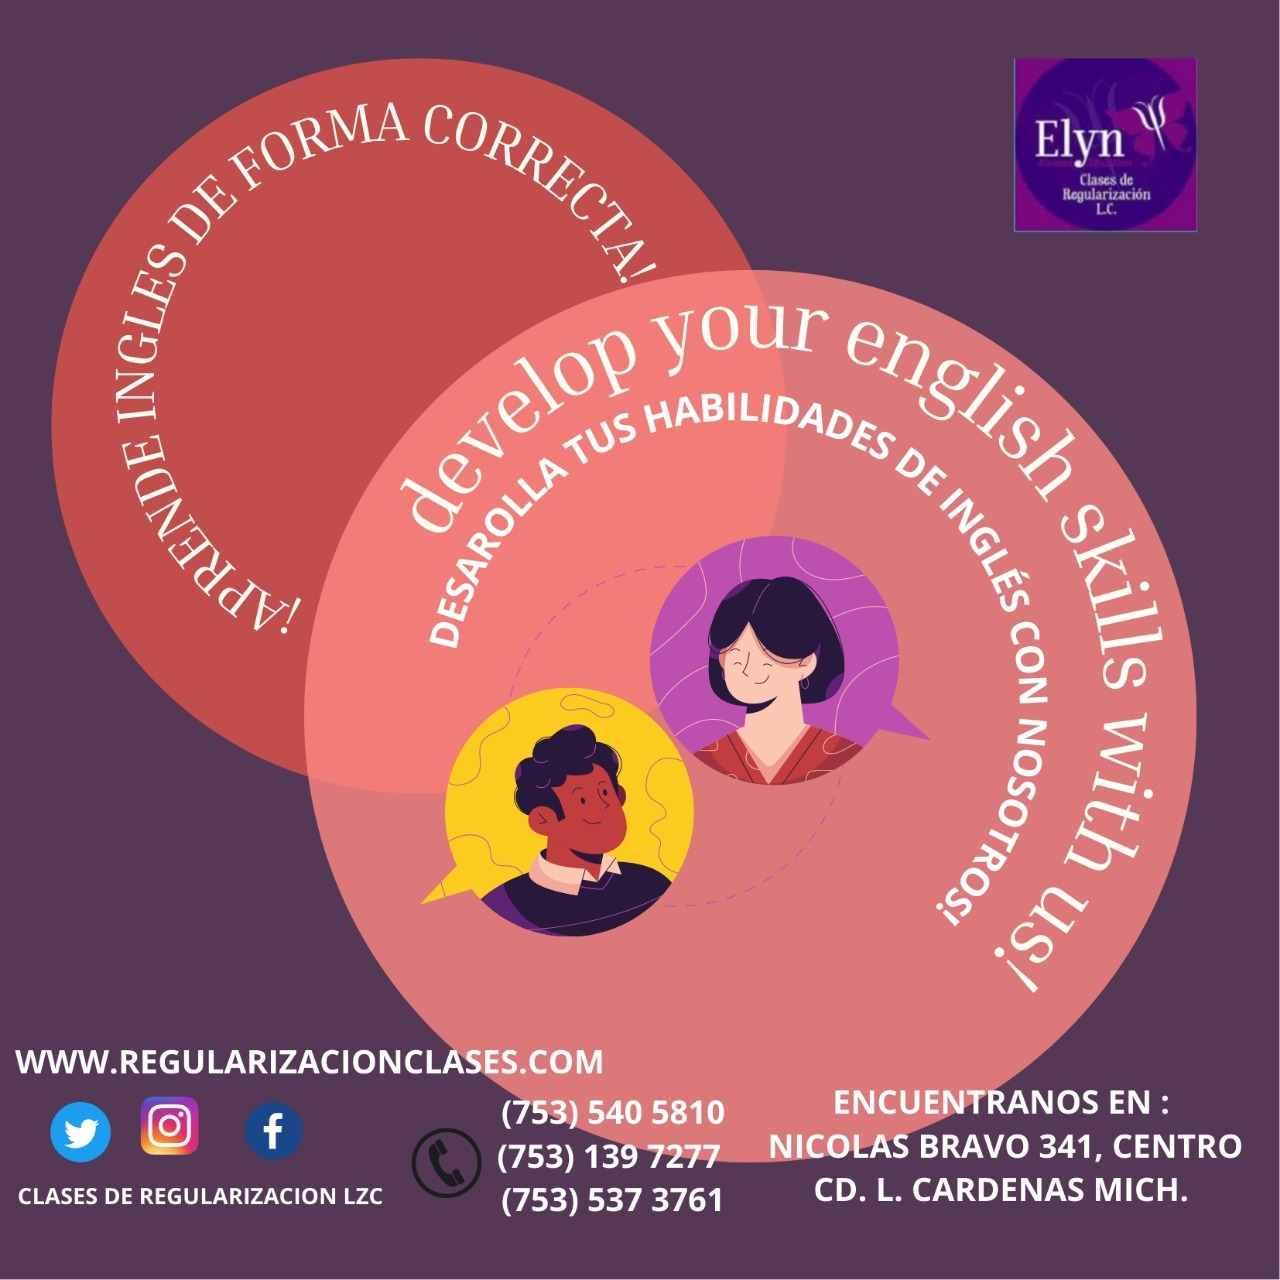 Elyn
Clases de
Regularización
L.C.
¡APRENDE INGLES DE FORMA CORRECTA!
develop your english skills with us!
DESAROLLA TUS HABILIDADES DE INGLÉS CON NOSOTROS!
WWW.REGULARIZACIONCLASES.COM
CLASES DE REGULARIZACION LZC
(753) 540 5810
(753) 139 7277
(753) 537 3761
ENCUENTRANOS EN :
NICOLAS BRAVO 341, CENTRO
CD. L. CARDENAS MICH.